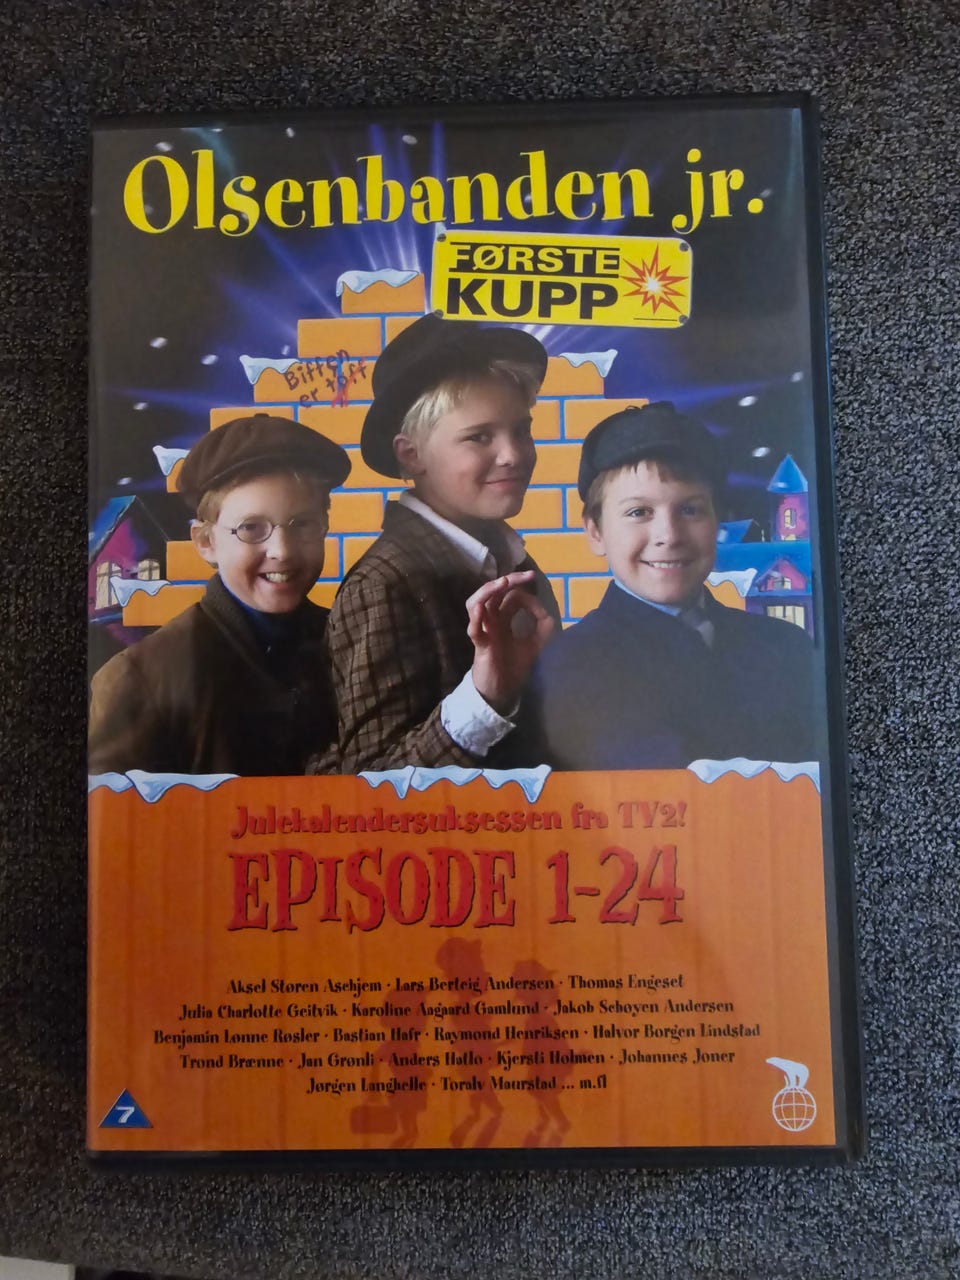 Olsenbanden jr.
FØRSTE
KUPP
Biffen
er tøff
Julekalendersuksessen fra TV2!
EPISODE 1-24
Aksel Støren Aschjem · Lars Berteig Andersen · Thomas Engeset
Julia Charlotte Geitvik · Karoline Aagaard Gamlund · Jakob Schøyen Andersen
Benjamin Lønne Røsler · Bastian Hafr · Raymond Henriksen · Halvor Borgen Lindstad
Trond Brænne · Jan Grønli · Anders Hatlo · Kjersti Holmen · Johannes Joner
Jørgen Langhelle · Toralv Maurstad ... m.fl
7